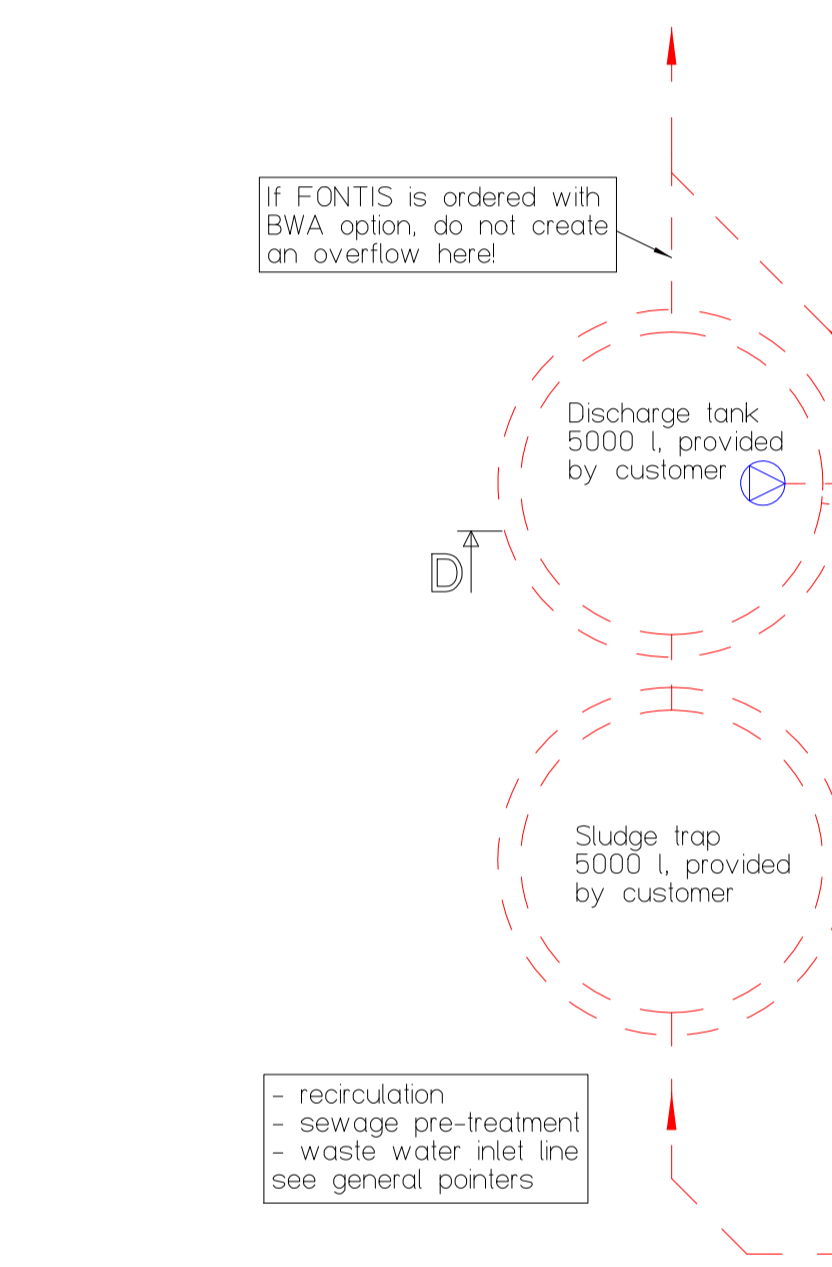 If FONTIS is ordered with
BWA option, do not create
an overflow here!
Discharge tank
5000 l, provided
by customer
D
Sludge trap
5000 l, provided
by customer
- recirculation
- sewage pre-treatment
- waste water inlet line
see general pointers